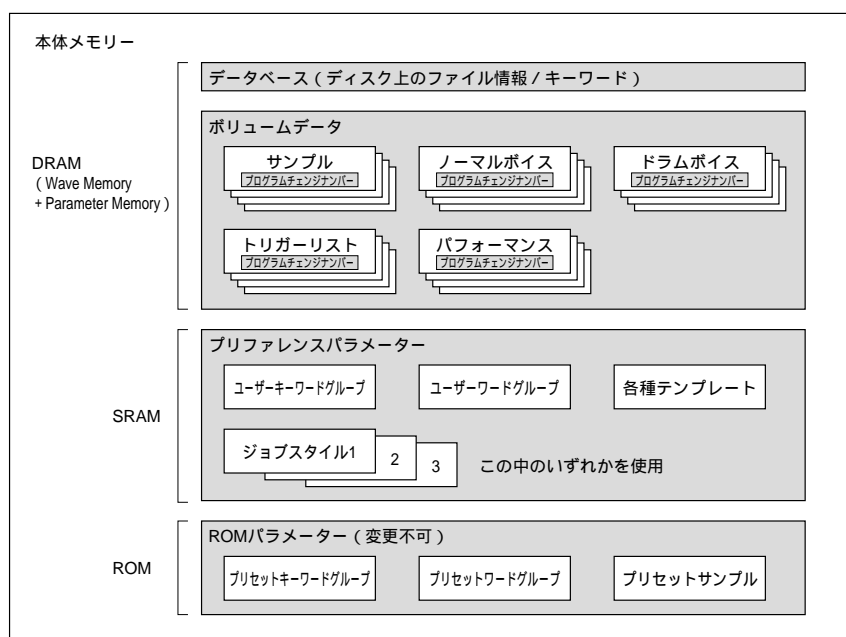 本体メモリー
データベース（ディスク上のファイル情報 / キーワード）
DRAM
（Wave Memory
+ Parameter Memory）
ボリュームデータ
サンプル
プログラムチェンジナンバー
ノーマルボイス
プログラムチェンジナンバー
ドラムボイス
プログラムチェンジナンバー
トリガーリスト
プログラムチェンジナンバー
パフォーマンス
プログラムチェンジナンバー
SRAM
プリファレンスパラメーター
ユーザーキーワードグループ
ユーザーワードグループ
各種テンプレート
ジョブスタイル1
2
3
この中のいずれかを使用
ROM
ROMパラメーター（変更不可）
プリセットキーワードグループ
プリセットワードグループ
プリセットサンプル